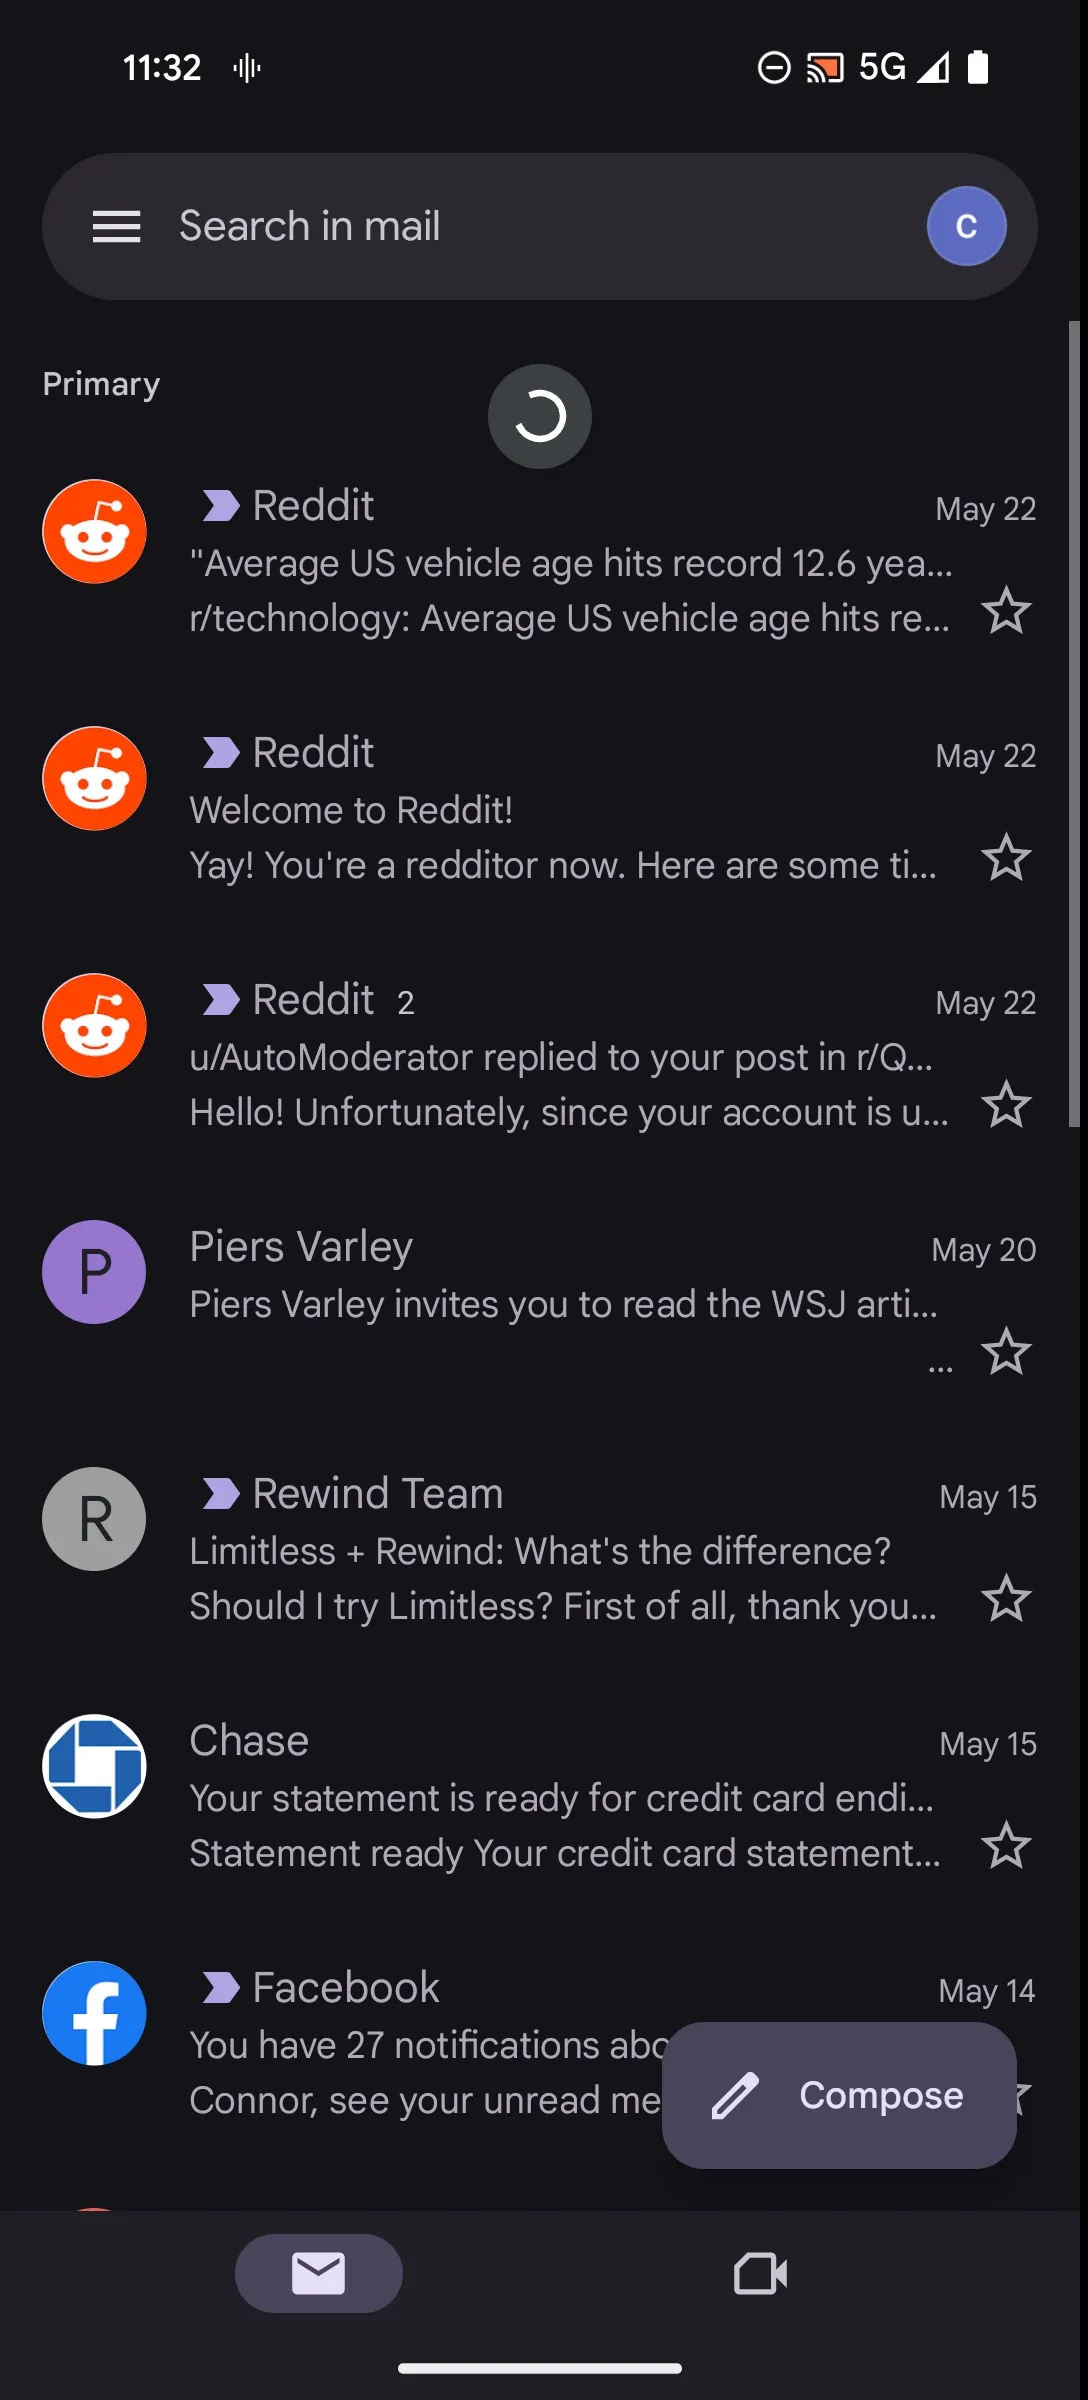 11:32
5G
Search in mail
C
Primary
Reddit
May 22
"Average US vehicle age hits record 12.6 yea...
r/technology: Average US vehicle age hits re...
Reddit
May 22
Welcome to Reddit!
Yay! You're a redditor now. Here are some ti...
Reddit 2
May 22
u/AutoModerator replied to your post in r/Q...
Hello! Unfortunately, since your account is u...
P
Piers Varley
May 20
Piers Varley invites you to read the WSJ arti...
...
R
Rewind Team
May 15
Limitless + Rewind: What's the difference?
Should I try Limitless? First of all, thank you...
Chase
May 15
Your statement is ready for credit card endi...
Statement ready Your credit card statement...
Facebook
May 14
You have 27 notifications abo
Connor, see your unread me
Compose